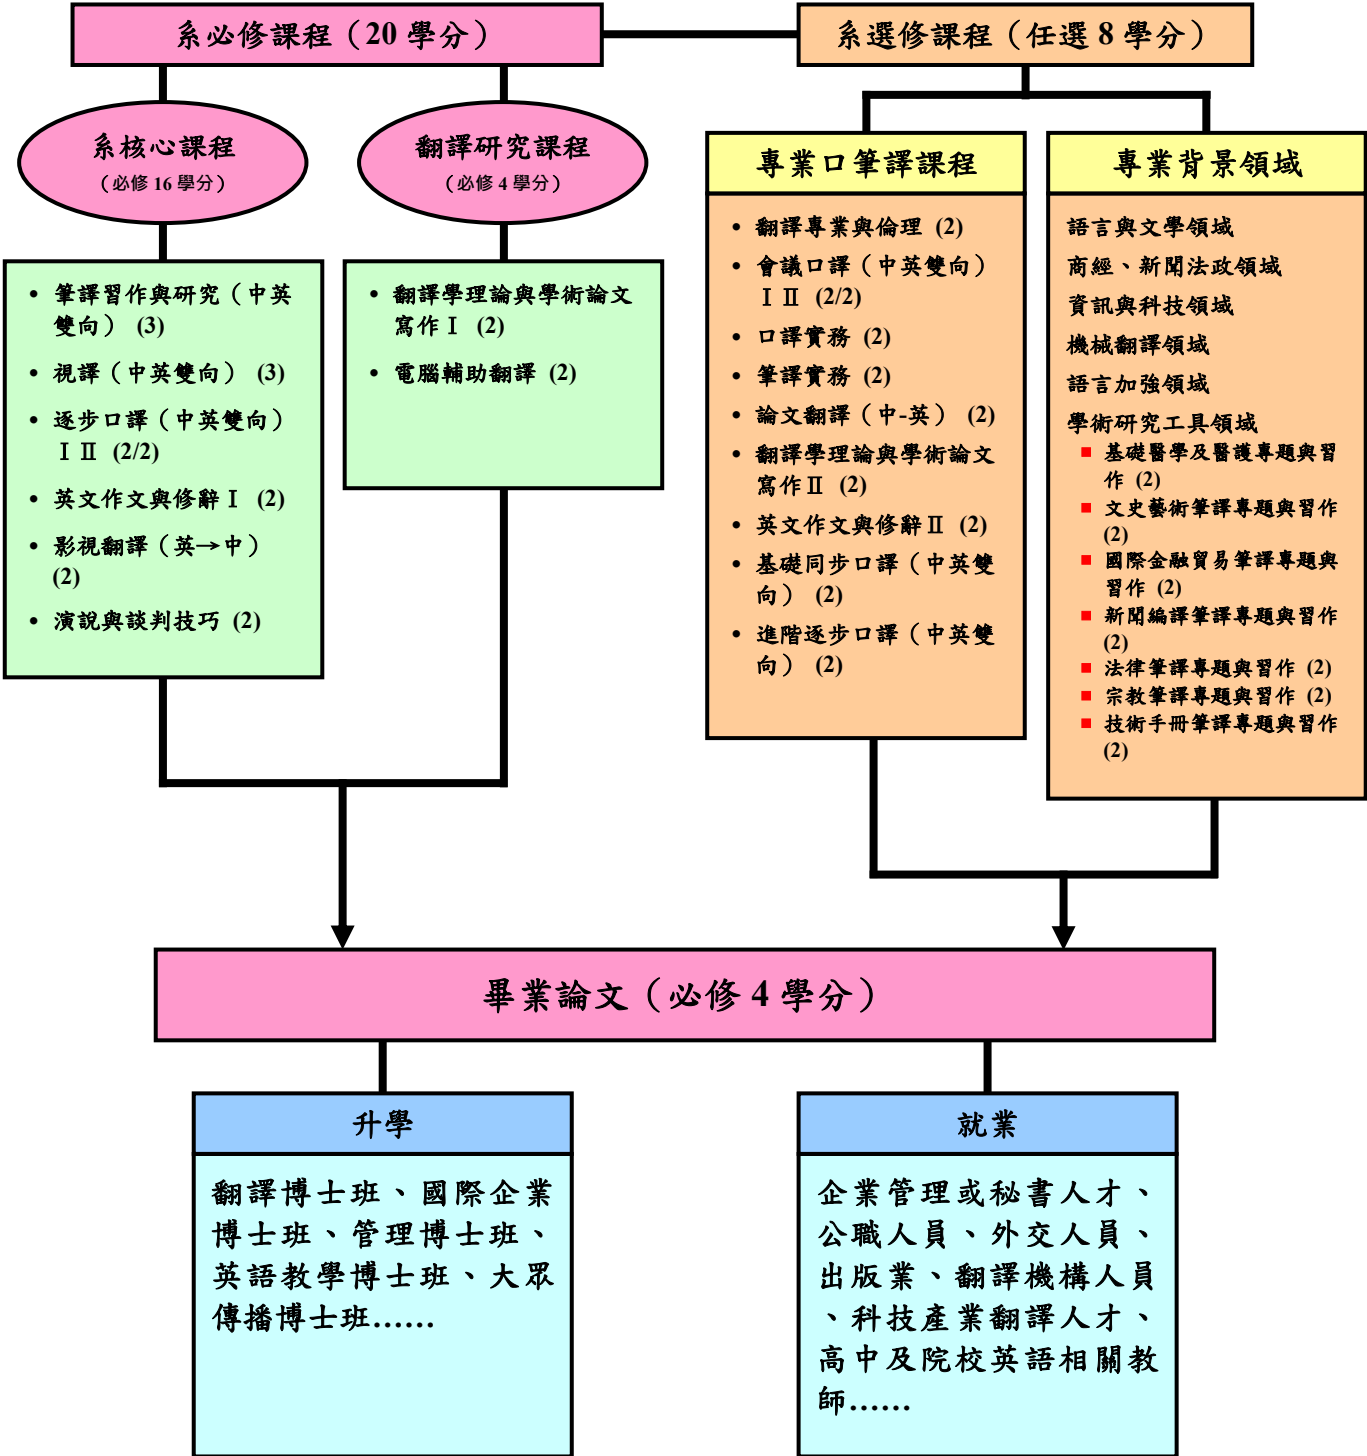 系必修課程（20 學分）
系選修課程（任選 8 學分）
系核心課程
（必修 16 學分）
翻譯研究課程
（必修 4 學分）
• 筆譯習作與研究（中英
雙向） (3)
• 視譯（中英雙向） (3)
• 逐步口譯（中英雙向）
ⅠⅡ (2/2)
• 英文作文與修辭Ⅰ (2)
• 影視翻譯（英→中）
(2)
• 演說與談判技巧 (2)
• 翻譯學理論與學術論文
寫作Ⅰ (2)
• 電腦輔助翻譯 (2)
專業口筆譯課程
• 翻譯專業與倫理 (2)
• 會議口譯（中英雙向）
ⅠⅡ (2/2)
• 口譯實務 (2)
• 筆譯實務 (2)
• 論文翻譯（中-英） (2)
• 翻譯學理論與學術論文
寫作Ⅱ (2)
• 英文作文與修辭Ⅱ (2)
• 基礎同步口譯（中英雙
向） (2)
• 進階逐步口譯（中英雙
向） (2)
專業背景領域
語言與文學領域
商經、新聞法政領域
資訊與科技領域
機械翻譯領域
語言加強領域
學術研究工具領域
▪ 基礎醫學及醫護專題與習
作 (2)
▪ 文史藝術筆譯專題與習作
(2)
▪ 國際金融貿易筆譯專題與
習作 (2)
▪ 新聞編譯筆譯專題與習作
(2)
▪ 法律筆譯專題與習作 (2)
▪ 宗教筆譯專題與習作 (2)
▪ 技術手冊筆譯專題與習作
(2)
畢業論文（必修 4 學分）
升學
翻譯博士班、國際企業
博士班、管理博士班、
英語教學博士班、大眾
傳播博士班……
就業
企業管理或秘書人才、
公職人員、外交人員、
出版業、翻譯機構人員
、科技產業翻譯人才、
高中及院校英語相關教
師……